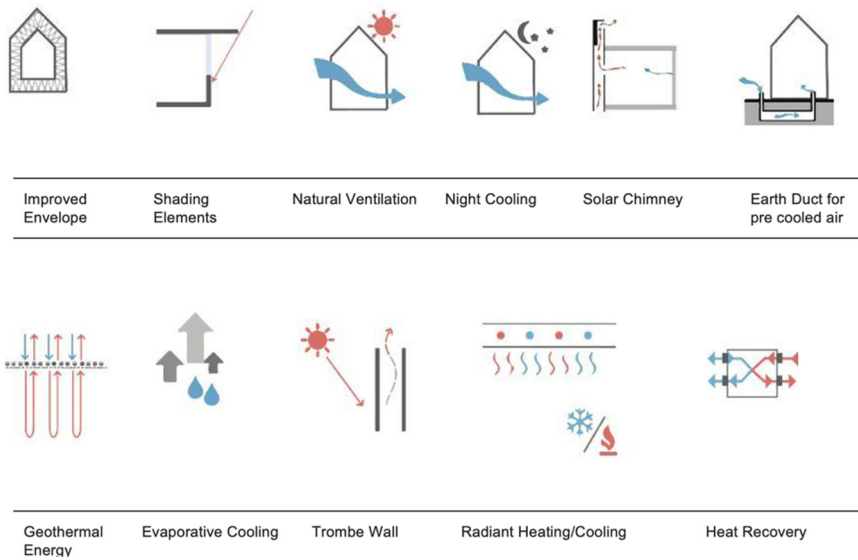 Improved
Envelope
Shading
Elements
Natural Ventilation
Night Cooling
Solar Chimney
Earth Duct for
pre cooled air
Geothermal
Energy
Evaporative Cooling
Trombe Wall
Radiant Heating/Cooling
Heat Recovery